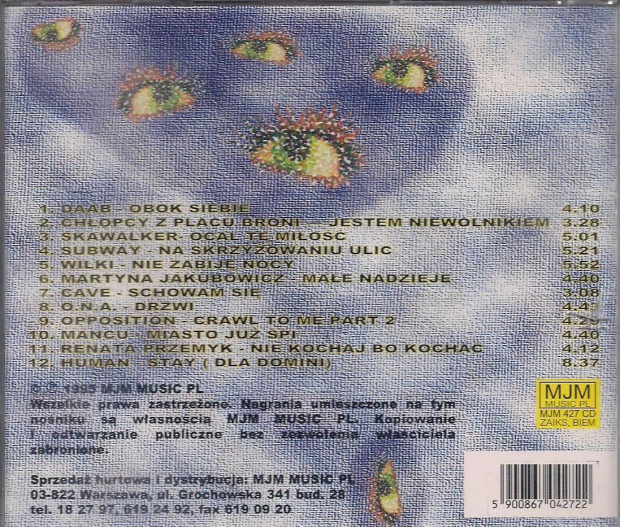 1. DAAB - OBOK SIEBIE 4.10
2. CHŁOPCY Z PLACU BRONI - JESTEM NIEWOLNIKIEM 3.28
3. SKAWALKER- OCAL TĘ MIŁOŚĆ 5.01
4. SUBWAY - NA SKRZYŻOWANIU ULIC 5.21
5. WILKI - NIE ZABIJĘ NOCY 5.52
6. MARTYNA JAKUBOWICZ - MAŁE NADZIEJE
7. CAVE - SCHOWAM SIĘ 3.08
8. O.N.A. - DRZWI
9. OPPOSITION - CRAWL TO ME PART 2
10. MANCU - MIASTO JUŻ ŚPI 4.40
11. RENATA PRZEMYK - NIE KOCHAJ BO KOCHAĆ 4.12
12. HUMAN - STAY ( DLA DOMINI) 8.37
© ℗ 1995 MJM MUSIC PL
Wszelkie prawa zastrzeżone. Nagrania umieszczone na tym
nośniku są własnością MJM MUSIC PL. Kopiowanie
i odtwarzanie publiczne bez zezwolenia właściciela
zabronione.
Sprzedaż hurtowa i dystrybucja: MJM MUSIC PL
03-822 Warszawa, ul. Grochowska 341 bud. 28
tel. 18 27 97, 619 24 92, fax 619 09 20
MJM
MUSIC PL
MJM 427 CD
ZAIKS, BIEM
5 900867 042722